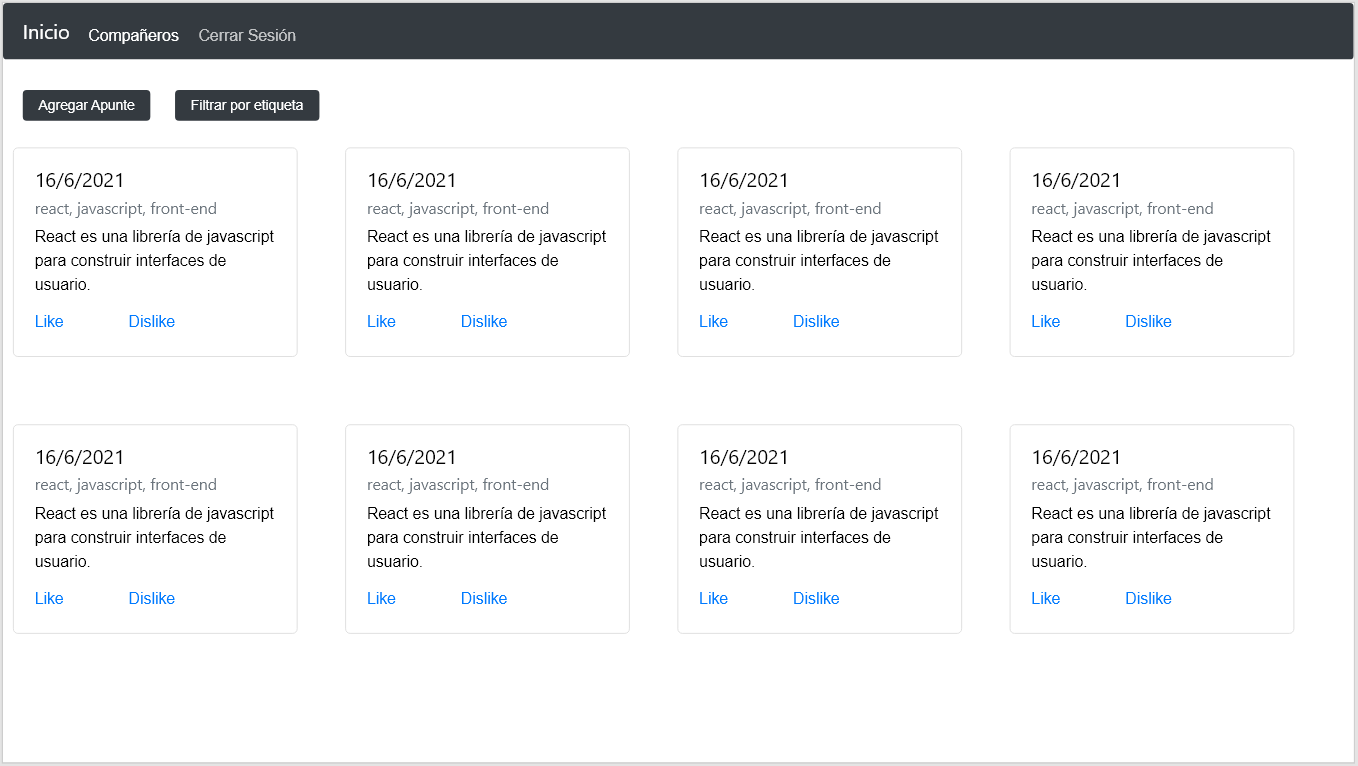 Inicio Compañeros Cerrar Sesión
Agregar Apunte Filtrar por etiqueta
16/6/2021
react, javascript, front-end
React es una librería de javascript
para construir interfaces de
usuario.
Like Dislike
16/6/2021
react, javascript, front-end
React es una librería de javascript
para construir interfaces de
usuario.
Like Dislike
16/6/2021
react, javascript, front-end
React es una librería de javascript
para construir interfaces de
usuario.
Like Dislike
16/6/2021
react, javascript, front-end
React es una librería de javascript
para construir interfaces de
usuario.
Like Dislike
16/6/2021
react, javascript, front-end
React es una librería de javascript
para construir interfaces de
usuario.
Like Dislike
16/6/2021
react, javascript, front-end
React es una librería de javascript
para construir interfaces de
usuario.
Like Dislike
16/6/2021
react, javascript, front-end
React es una librería de javascript
para construir interfaces de
usuario.
Like Dislike
16/6/2021
react, javascript, front-end
React es una librería de javascript
para construir interfaces de
usuario.
Like Dislike